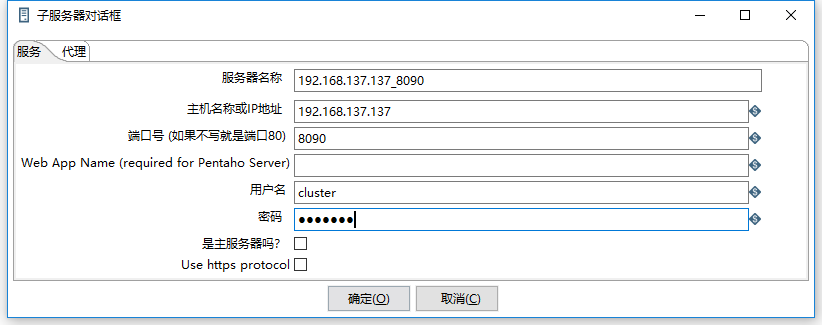 子服务器对话框
服务 代理
服务器名称 192.168.137.137_8090
主机名称或IP地址 192.168.137.137
端口号 (如果不写就是端口80) 8090
Web App Name (required for Pentaho Server)
用户名 cluster
密码 ●●●●●●●
是主服务器吗?
Use https protocol
确定(O) 取消(C)